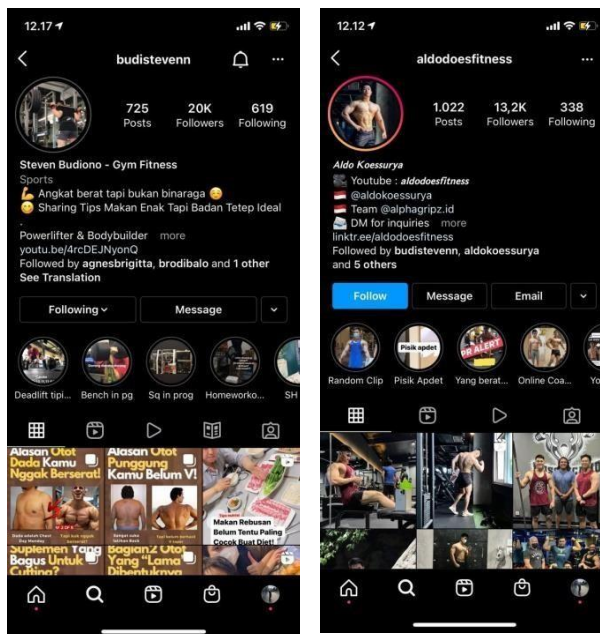 12.17
budistevenn
725 20K 619
Posts Followers Following
Steven Budiono - Gym Fitness
Sports
Angkat berat tapi bukan binaraga
Sharing Tips Makan Enak Tapi Badan Tetep Ideal
.
Powerlifter & Bodybuilder more
youtu.be/4rcDEJNyonQ
Followed by agnesbrigitta, brodibalo and 1 other
See Translation
Following Message
Deadlift tipi... Bench in pg Sq in prog Homeworko... SH
Alasan Otot
Dada Kamu
Nggak Berserat!
Alasan Otot
Punggung
Kamu Belum V!
Makan Rebusan
Belum Tentu Paling
Cocok Buat Diet!
Suplemen Yang
Bagus Untuk
Cutting?
Bagian2 Otot
Yang "Lama"
Dibentuknya
12.12
aldodoesfitness
1.022 13,2K 338
Posts Followers Following
Aldo Koessurya
Youtube : aldodoesfitness
@aldokoessurya
Team @alphagripz.id
DM for inquiries more
linktr.ee/aldodoesfitness
Followed by budistevenn, aldokoessurya
and 5 others
Follow Message Email
Pisik apdet
PR ALERT
Random Clip Pisik Apdet Yang berat... Online Coa... Yo